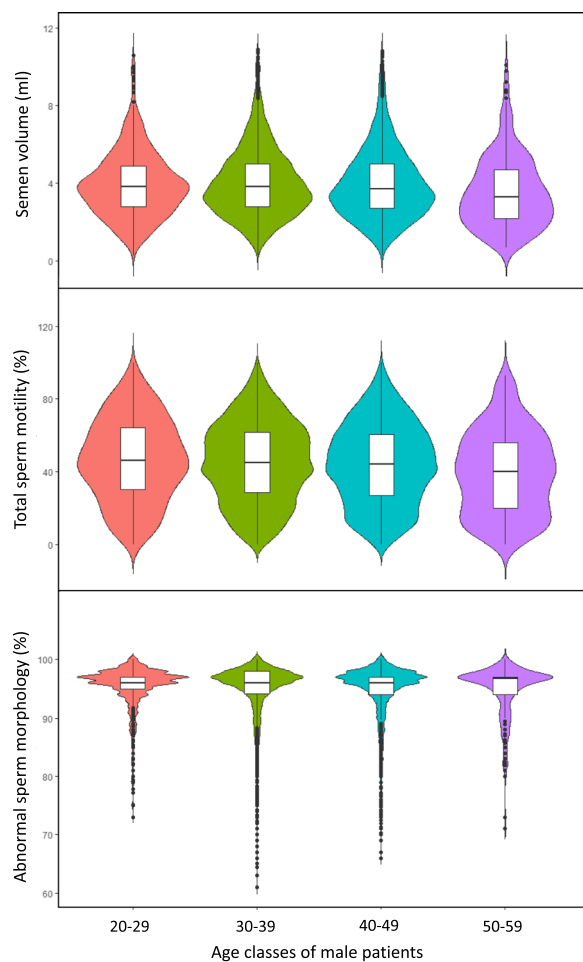 Semen volume (ml)
12
8
4
0
Total sperm motility (%)
120
80
40
0
Abnormal sperm morphology (%)
100
90
80
70
60
20-29 30-39 40-49 50-59
Age classes of male patients